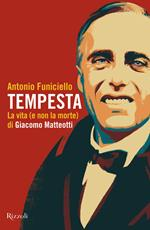 Antonio Funiciello
TEMPESTA
La vita (e non la morte)
di Giacomo Matteotti
Rizzoli